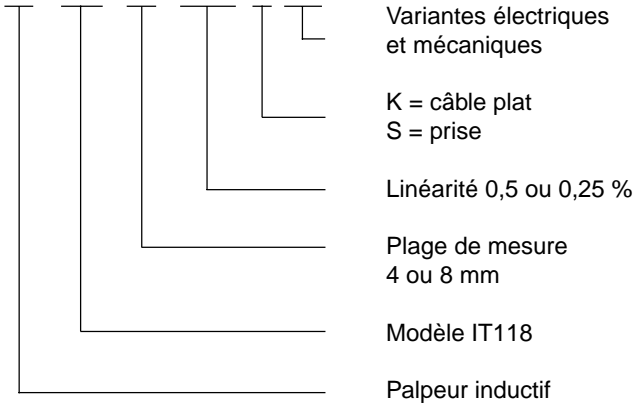 Variantes électriques
et mécaniques
K = câble plat
S = prise
Linéarité 0,5 ou 0,25 %
Plage de mesure
4 ou 8 mm
Modèle IT118
Palpeur inductif